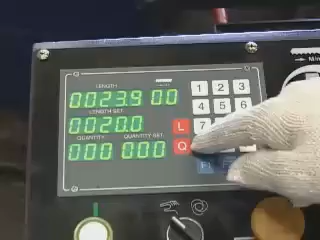 LENGTH
0023.9 00
LENGTH SET
0020.0
QUANTITY QUANTITY SET
000 000
1 2 3
4 5 6
7
L
Q
F